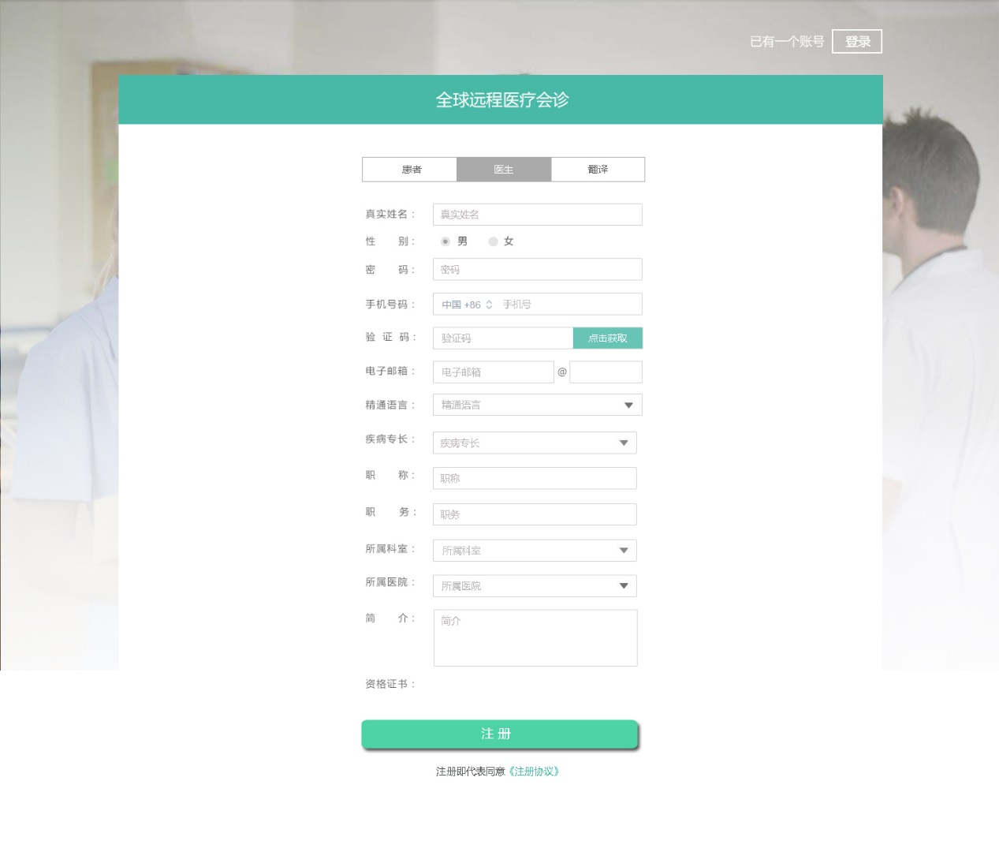 已有一个账号 登录
全球远程医疗会诊
患者 医生 翻译
真实姓名： 真实姓名
性 别： 男 女
密 码： 密码
手机号码： 中国 +86 手机号
验 证 码： 验证码 点击获取
电子邮箱： 电子邮箱 @
精通语言： 精通语言
疾病专长： 疾病专长
职 称： 职称
职 务： 职务
所属科室： 所属科室
所属医院： 所属医院
简 介： 简介
资格证书：
注 册
注册即代表同意《注册协议》